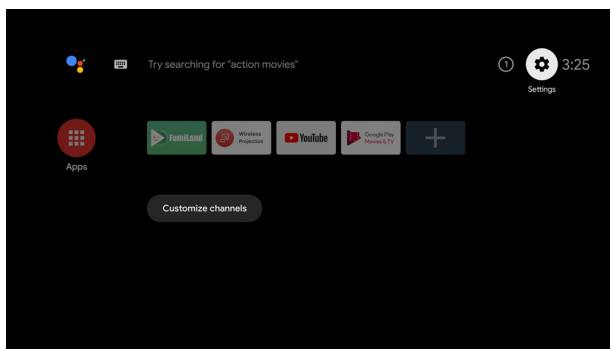 Try searching for "action movies"
1
3:25
Settings
FamiLand
Wireless
Projection
YouTube
Google Play
Movies & TV
Apps
Customize channels